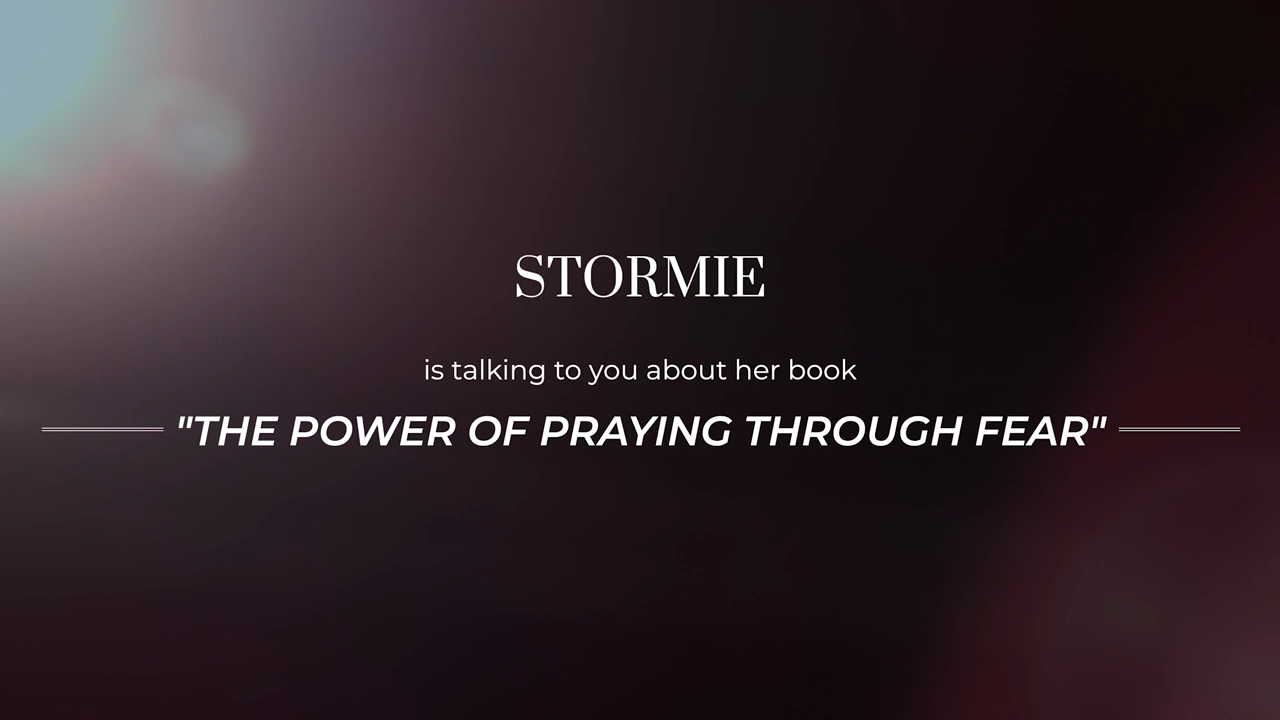 STORMIE
is talking to you about her book
"THE POWER OF PRAYING THROUGH FEAR"